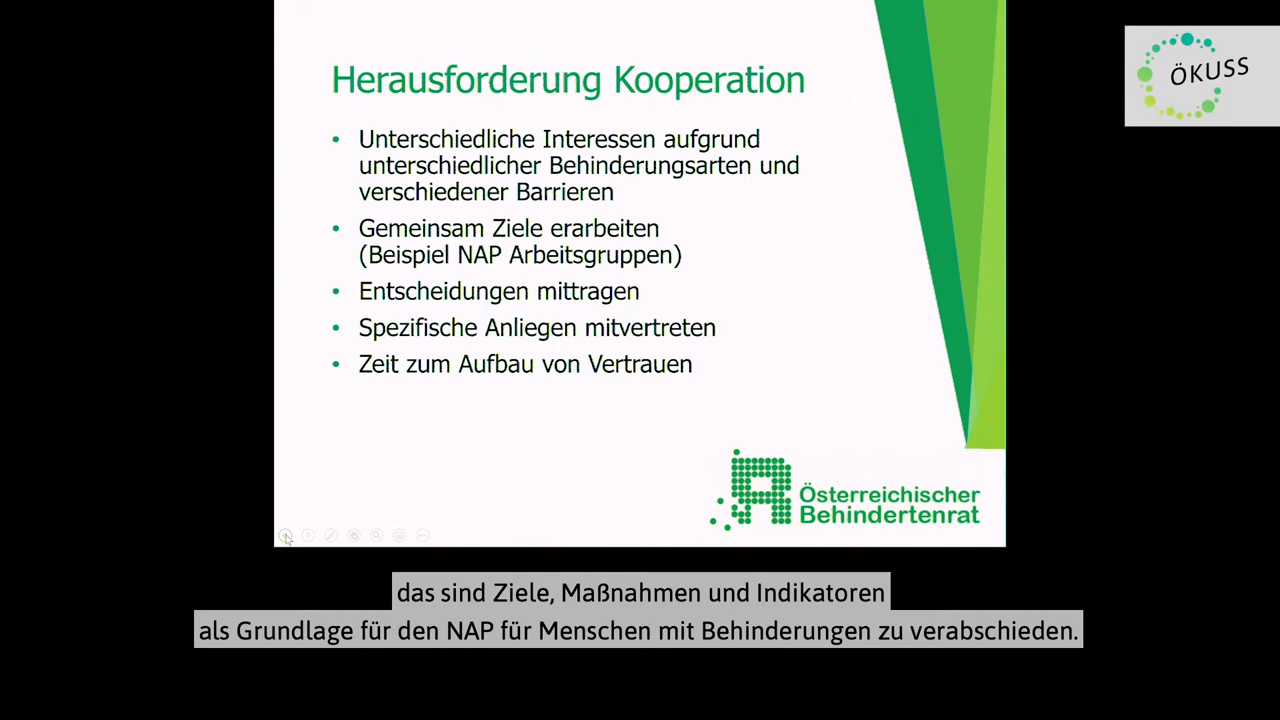 Herausforderung Kooperation
ÖKUSS
• Unterschiedliche Interessen aufgrund
unterschiedlicher Behinderungsarten und
verschiedener Barrieren
• Gemeinsam Ziele erarbeiten
(Beispiel NAP Arbeitsgruppen)
• Entscheidungen mittragen
• Spezifische Anliegen mitvertreten
• Zeit zum Aufbau von Vertrauen
Österreichischer
Behindertenrat
das sind Ziele, Maßnahmen und Indikatoren
als Grundlage für den NAP für Menschen mit Behinderungen zu verabschieden.